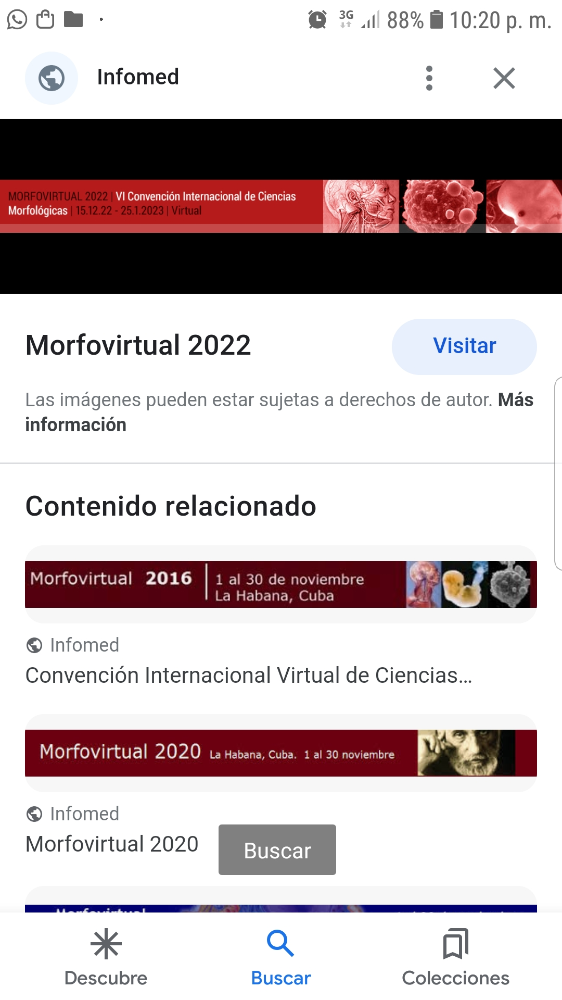 3G 88% 10:20 p. m.
Infomed
MORFOVIRTUAL 2022 | VI Convención Internacional de Ciencias
Morfológicas | 15.12.22 - 25.1.2023 | Virtual
Morfovirtual 2022
Visitar
Las imágenes pueden estar sujetas a derechos de autor. Más
información
Contenido relacionado
Morfovirtual 2016 | 1 al 30 de noviembre
La Habana, Cuba
Infomed
Convención Internacional Virtual de Ciencias...
Morfovirtual 2020 La Habana, Cuba. 1 al 30 noviembre
Infomed
Morfovirtual 2020
Buscar
Morfovirtual
Descubre
Buscar
Colecciones